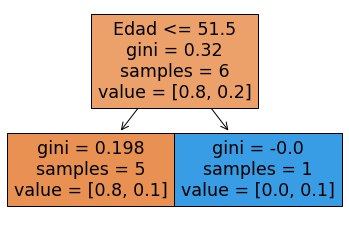 Edad <= 51.5
gini = 0.32
samples = 6
value = [0.8, 0.2]
gini = 0.198
samples = 5
value = [0.8, 0.1]
gini = -0.0
samples = 1
value = [0.0, 0.1]